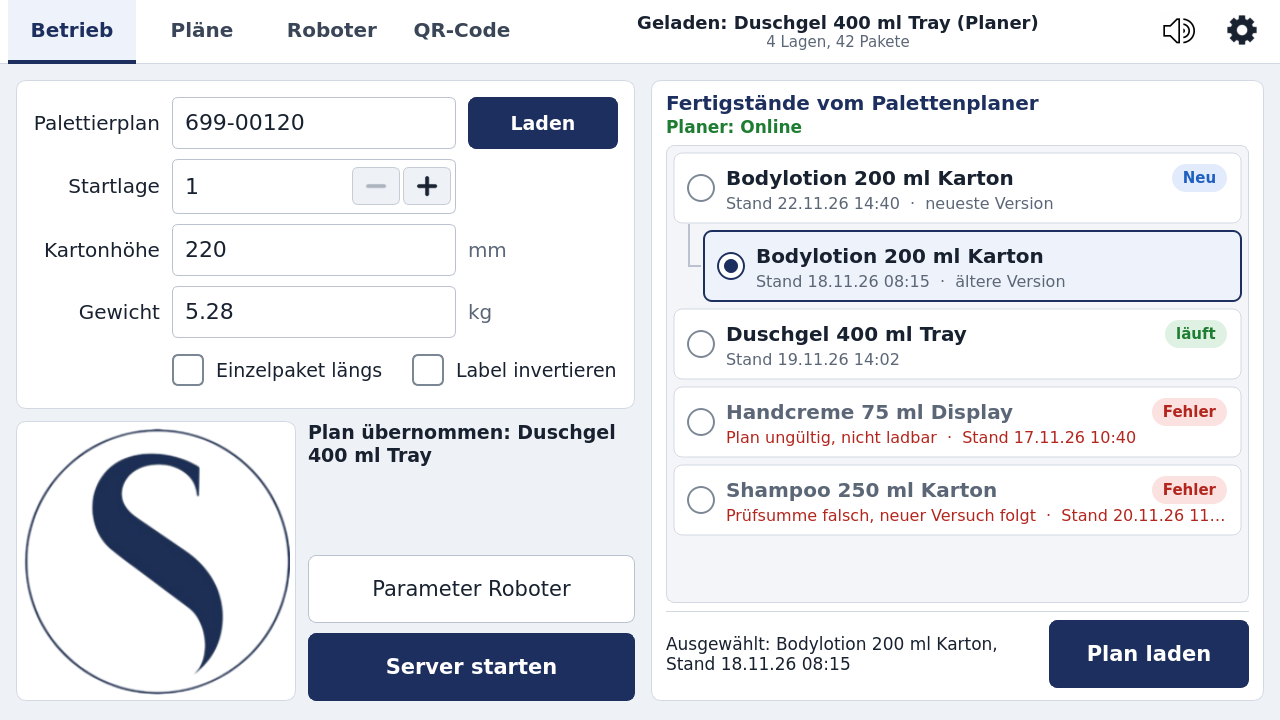 Betrieb
Pläne
Roboter
QR-Code
Geladen: Duschgel 400 ml Tray (Planer)
4 Lagen, 42 Pakete
Palettierplan
699-00120
Laden
Startlage
1
Kartonhöhe
220
mm
Gewicht
5.28
kg
Einzelpaket längs
Label invertieren
Plan übernommen: Duschgel
400 ml Tray
Parameter Roboter
Server starten
Fertigstände vom Palettenplaner
Planer: Online
Bodylotion 200 ml Karton
Neu
Stand 22.11.26 14:40 · neueste Version
Bodylotion 200 ml Karton
Stand 18.11.26 08:15 · ältere Version
Duschgel 400 ml Tray
läuft
Stand 19.11.26 14:02
Handcreme 75 ml Display
Fehler
Plan ungültig, nicht ladbar · Stand 17.11.26 10:40
Shampoo 250 ml Karton
Fehler
Prüfsumme falsch, neuer Versuch folgt · Stand 20.11.26 11…
Ausgewählt: Bodylotion 200 ml Karton,
Stand 18.11.26 08:15
Plan laden